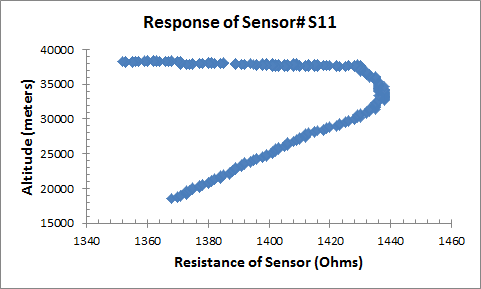 Response of Sensor# S11
Altitude (meters)
40000
35000
30000
25000
20000
15000
1340 1360 1380 1400 1420 1440 1460
Resistance of Sensor (Ohms)